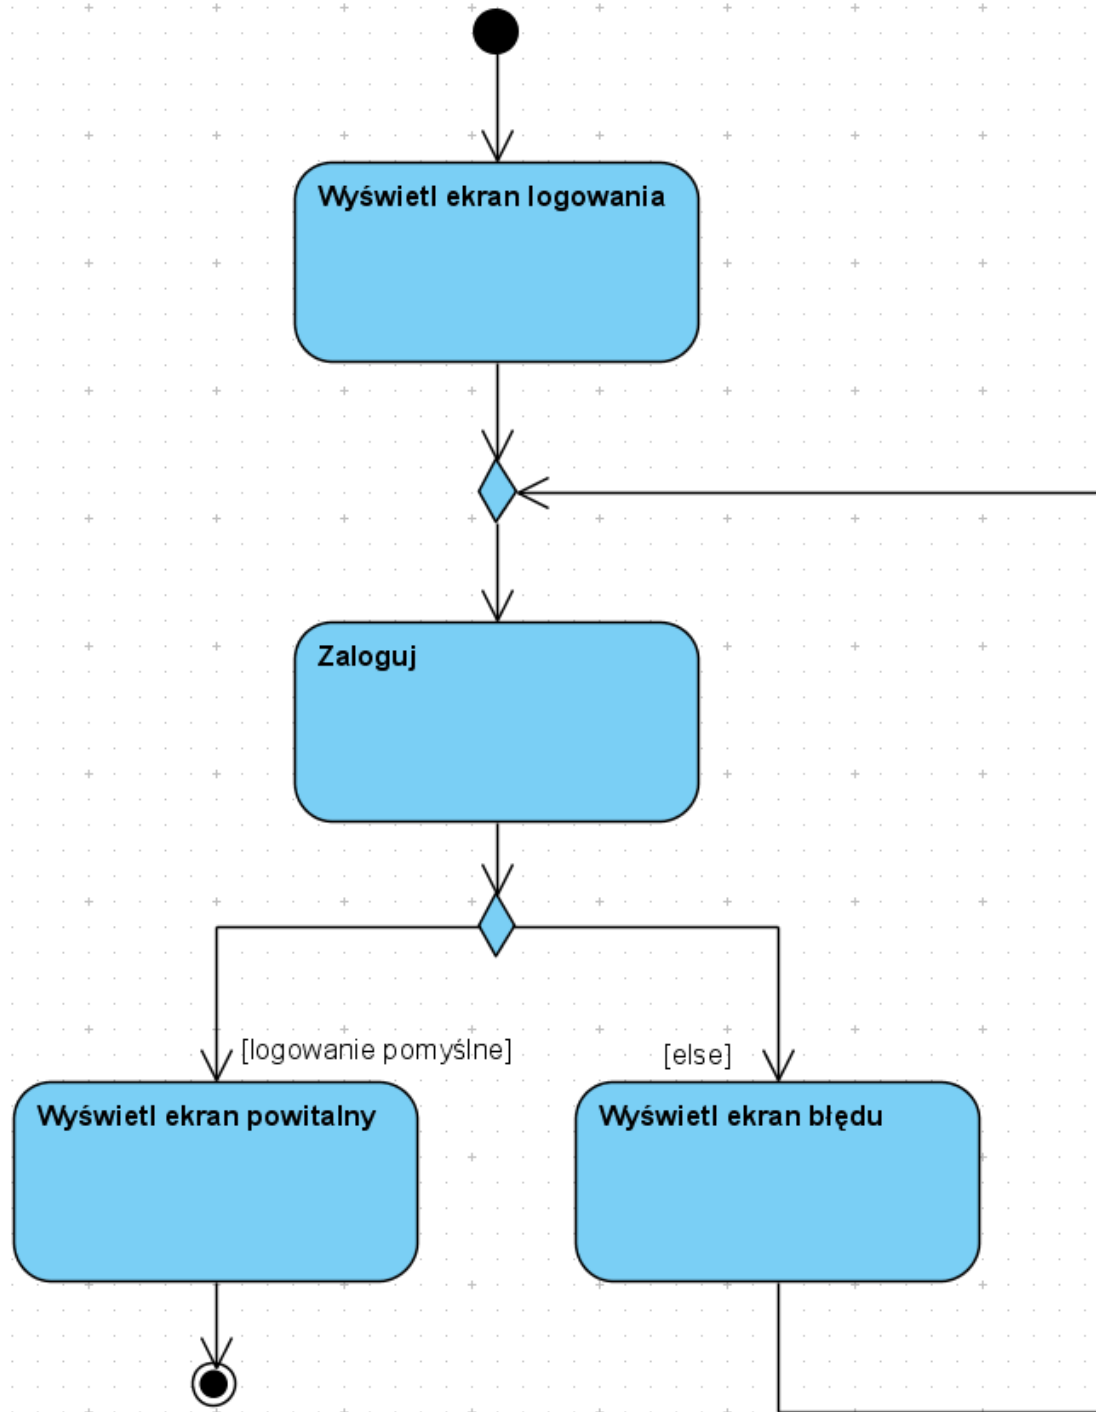 Wyświetl ekran logowania
Zaloguj
[logowanie pomyślne]
[else]
Wyświetl ekran powitalny
Wyświetl ekran błędu